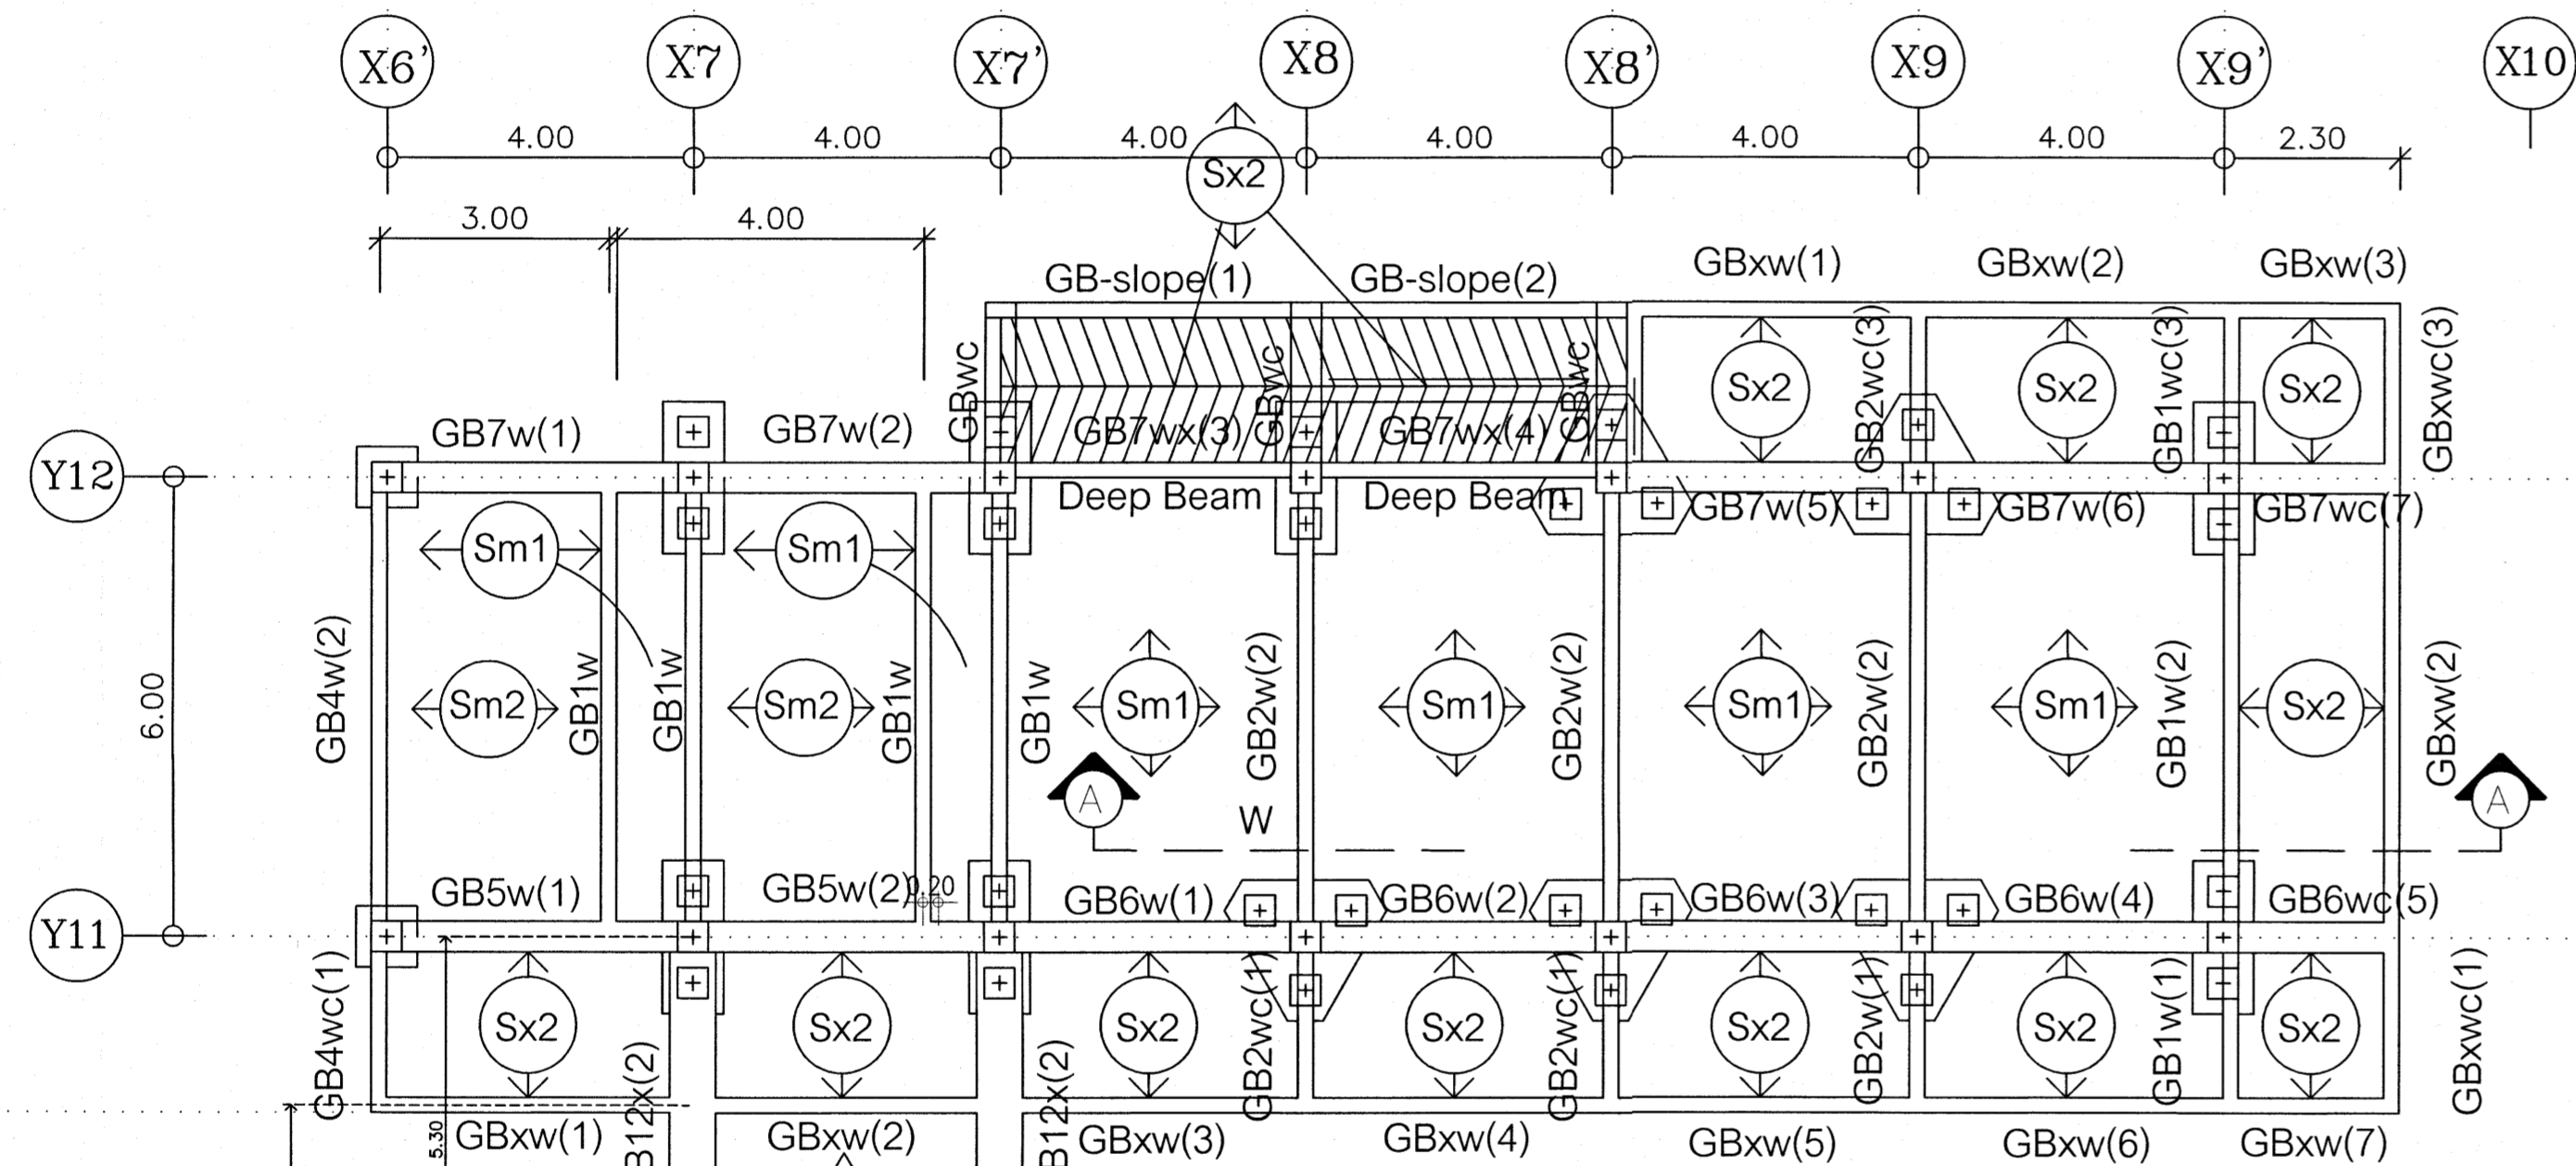 X6' X7 X7' X8 X8' X9 X9' X10
4.00 4.00 4.00 4.00 4.00 4.00 2.30
Sx2
3.00 4.00
GB-slope(1) GB-slope(2) GBxw(1) GBxw(2) GBxw(3)
GBwc GBwc GBwc GB2wc(3) GB1wc(3) GBxwc(3)
Sx2 Sx2 Sx2
GB7w(1) GB7w(2) GB7wx(3) GB7wx(4)
Y12
Deep Beam Deep Beam GB7w(5) GB7w(6) GB7wc(7)
Sm1 Sm1
GB4w(2) GB1w GB1w GB1w GB1w GB2w(2) GB2w(2) GB2w(2) GB1w(2) GBxw(2)
Sm2 Sm2 Sm1 Sm1 Sm1 Sm1 Sx2
6.00
A W A
GB5w(1) GB5w(2) 0.20 GB6w(1) GB6w(2) GB6w(3) GB6w(4) GB6wc(5)
Y11
GB4wc(1) GB2wc(1) GB2wc(1) GB2w(1) GB1w(1) GBxwc(1)
Sx2 Sx2 Sx2 Sx2 Sx2 Sx2 Sx2
B12x(2) B12x(2)
5.30
GBxw(1) GBxw(2) GBxw(3) GBxw(4) GBxw(5) GBxw(6) GBxw(7)